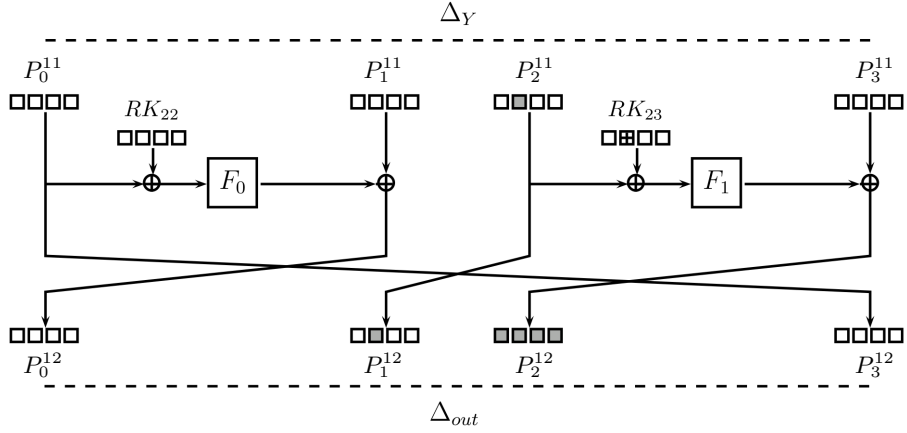 Δ_Y
P_0^{11} P_1^{11} P_2^{11} P_3^{11}
RK_{22} RK_{23}
F_0 F_1
P_0^{12} P_1^{12} P_2^{12} P_3^{12}
Δ_{out}